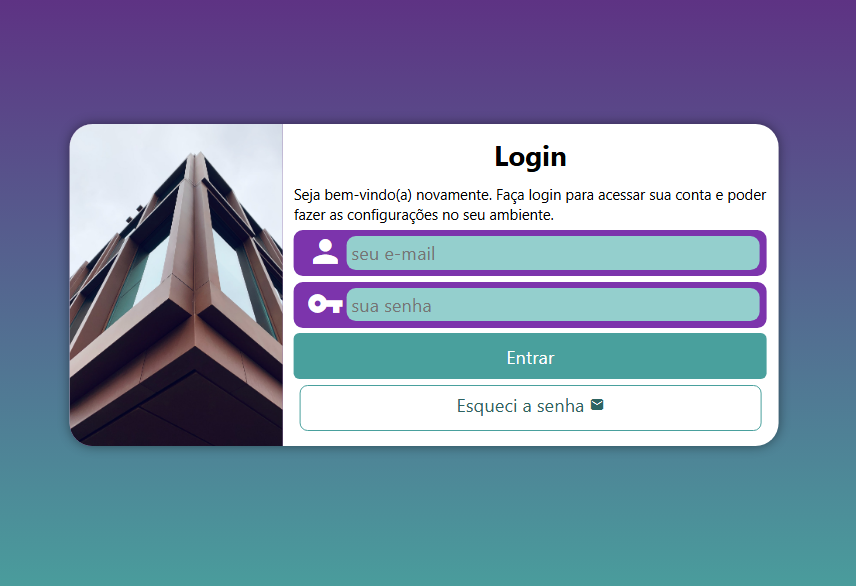 Login
Seja bem-vindo(a) novamente. Faça login para acessar sua conta e poder
fazer as configurações no seu ambiente.
seu e-mail
sua senha
Entrar
Esqueci a senha